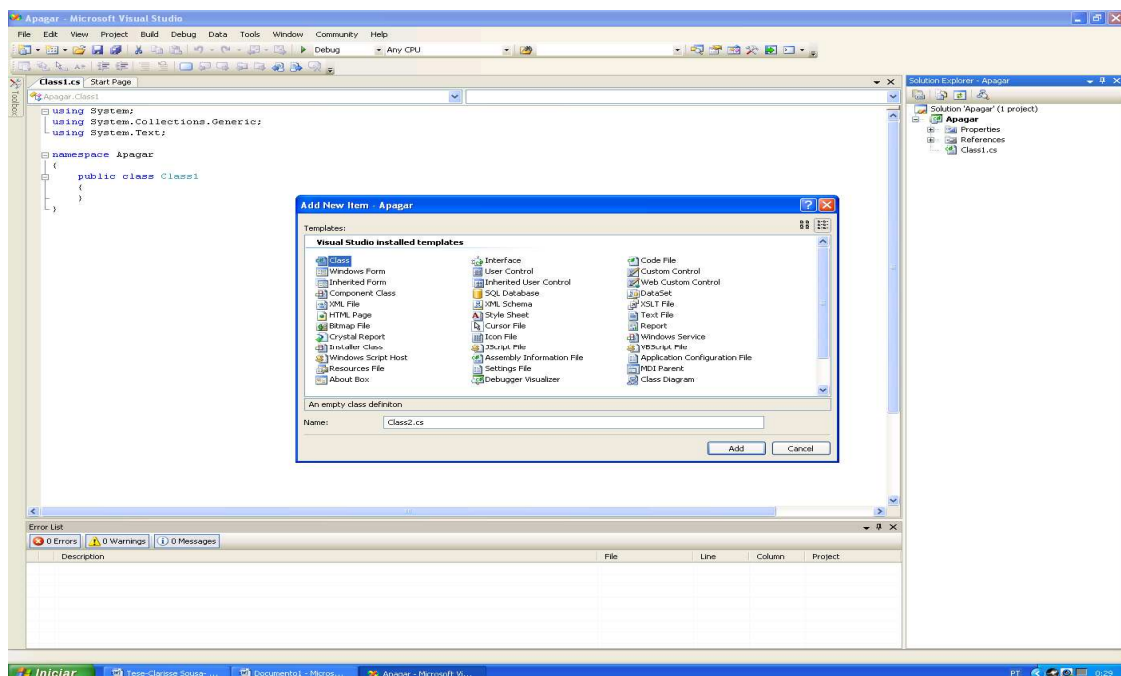 Apagar - Microsoft Visual Studio
File Edit View Project Build Debug Data Tools Window Community Help
Debug Any CPU
Class1.cs Start Page
Solution Explorer - Apagar
Toolbox
Apagar.Class1
using System;
using System.Collections.Generic;
using System.Text;
namespace Apagar
{
public class Class1
{
}
}
Solution 'Apagar' (1 project)
Apagar
Properties
References
Class1.cs
Add New Item - Apagar
Templates:
Visual Studio installed templates
Class Interface Code File
Windows Form User Control Custom Control
Inherited Form Inherited User Control Web Custom Control
Component Class SQL Database DataSet
XML File XML Schema XSLT File
HTML Page Style Sheet Text File
Bitmap File Cursor File Report
Crystal Report Icon File Windows Service
Installer Class JScript File VBScript File
Windows Script Host Assembly Information File Application Configuration File
Resources File Settings File MDI Parent
About Box Debugger Visualizer Class Diagram
An empty class definiton
Name: Class2.cs
Add Cancel
Error List
0 Errors 0 Warnings 0 Messages
Description File Line Column Project
Iniciar Tese-Clarisse Sousa- ... Documento1 - Micros... Apagar - Microsoft Vi... PT 0:29